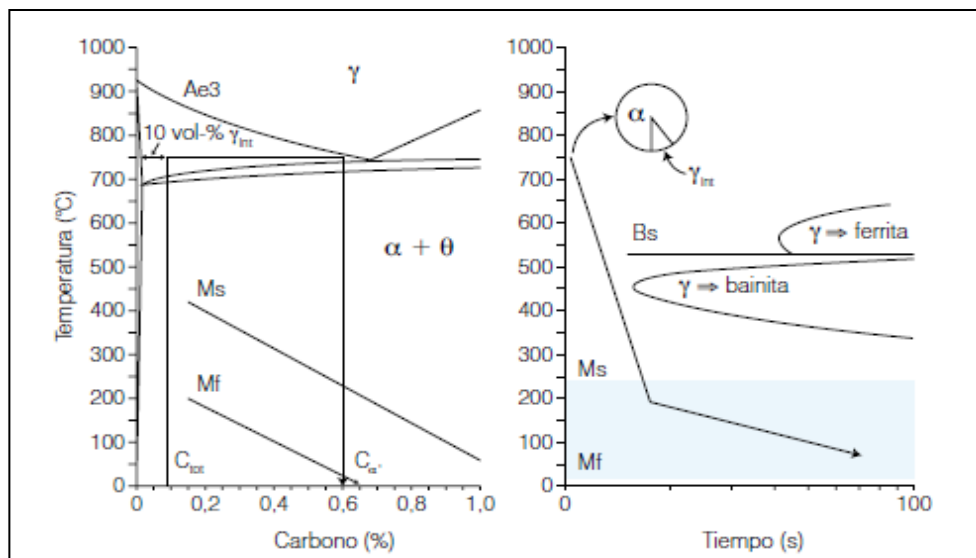 1000
900
800
700
600
500
400
300
200
100
0
Temperatura (°C)
Ae3
γ
10 vol-% γint
α + θ
Ms
Mf
Ctot
Cα'
0
0,2
0,4
0,6
0,8
1,0
Carbono (%)
1000
900
800
700
600
500
400
300
200
100
0
α
γint
Bs
γ ⇒ ferrita
γ ⇒ bainita
Ms
Mf
0
100
Tiempo (s)